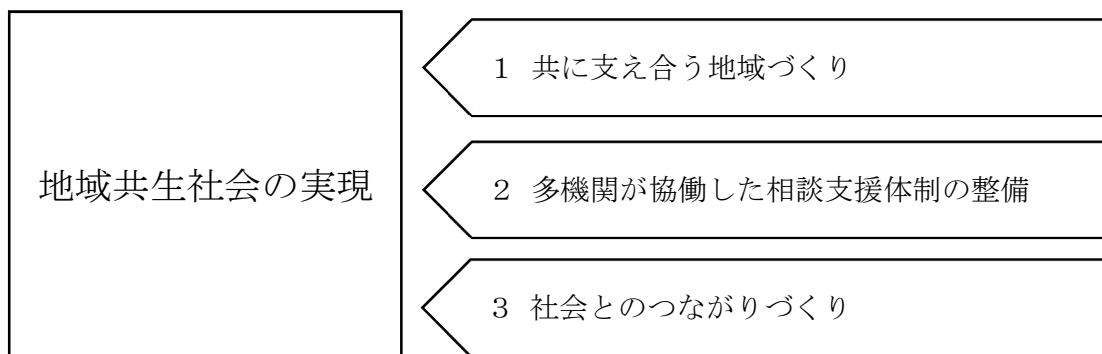 地域共生社会の実現
１ 共に支え合う地域づくり
２ 多機関が協働した相談支援体制の整備
３ 社会とのつながりづくり